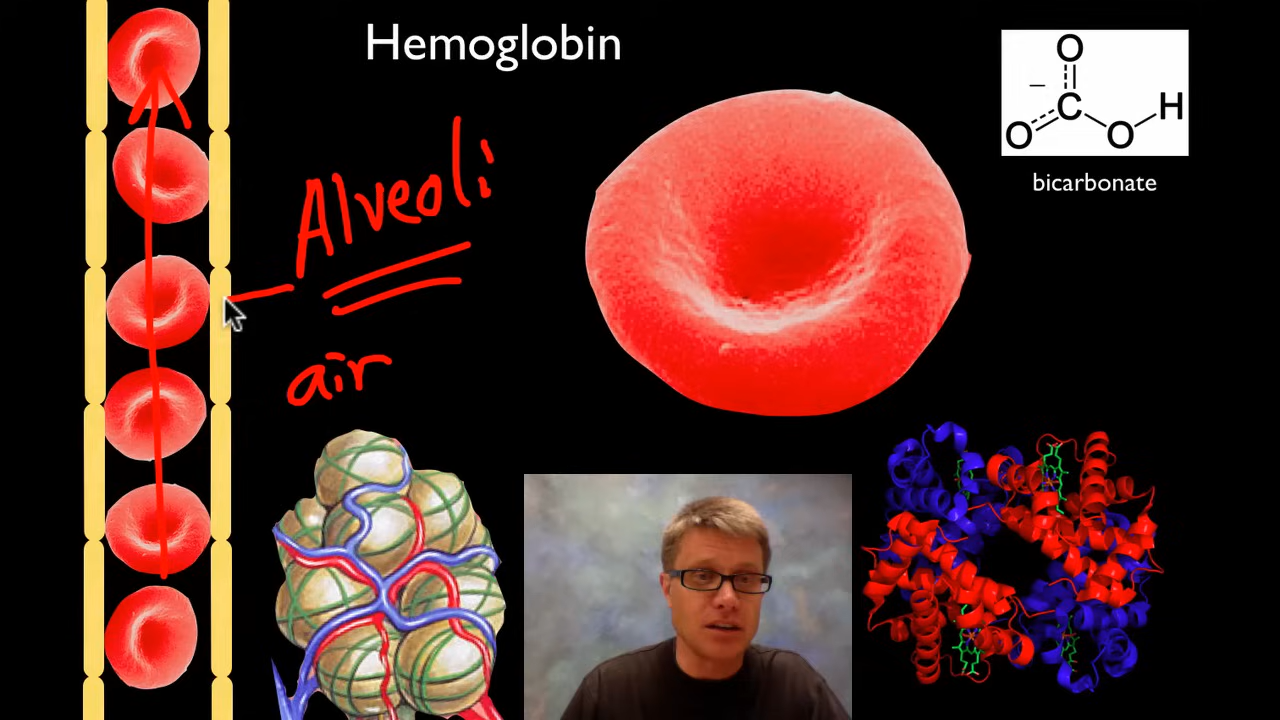 Hemoglobin
Alveoli
air
O
− C H
O O
bicarbonate